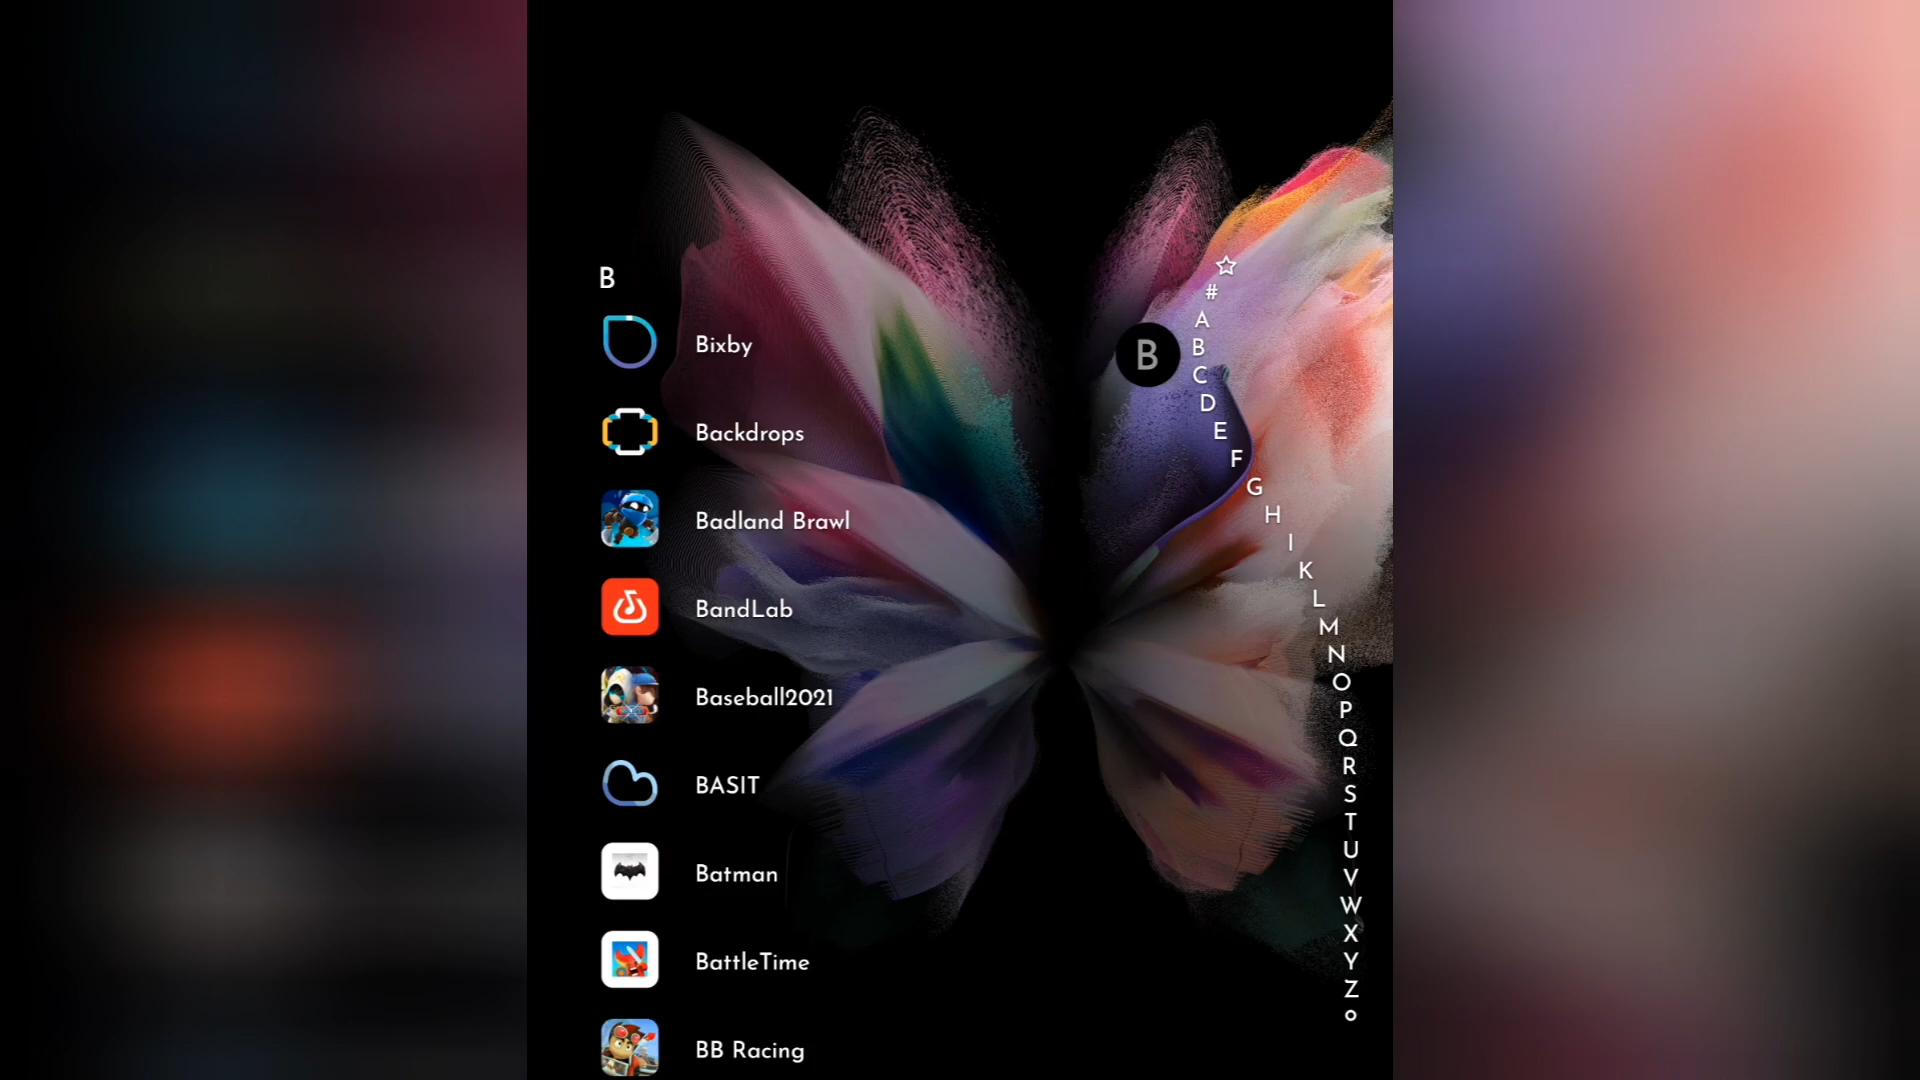 B
Bixby
Backdrops
Badland Brawl
BandLab
Baseball2021
BASIT
Batman
BattleTime
BB Racing
B
#
A
B
C
D
E
F
G
H
I
K
L
M
N
O
P
Q
R
S
T
U
V
W
X
Y
Z